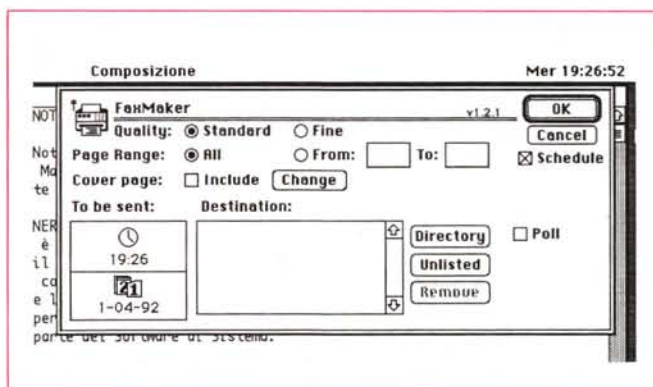 Composizione Mer 19:26:52
NOT
FaxMaker v1.2.1 OK
Quality: Standard Fine Cancel
Not
Page Range: All From: To: Schedule
Ma
te
Cover page: Include Change
To be sent: Destination:
NER
è
il
ca
e l
per
19:26
21
1-04-92
Directory Poll
Unlisted
Remove
parte del Software di Sistema.